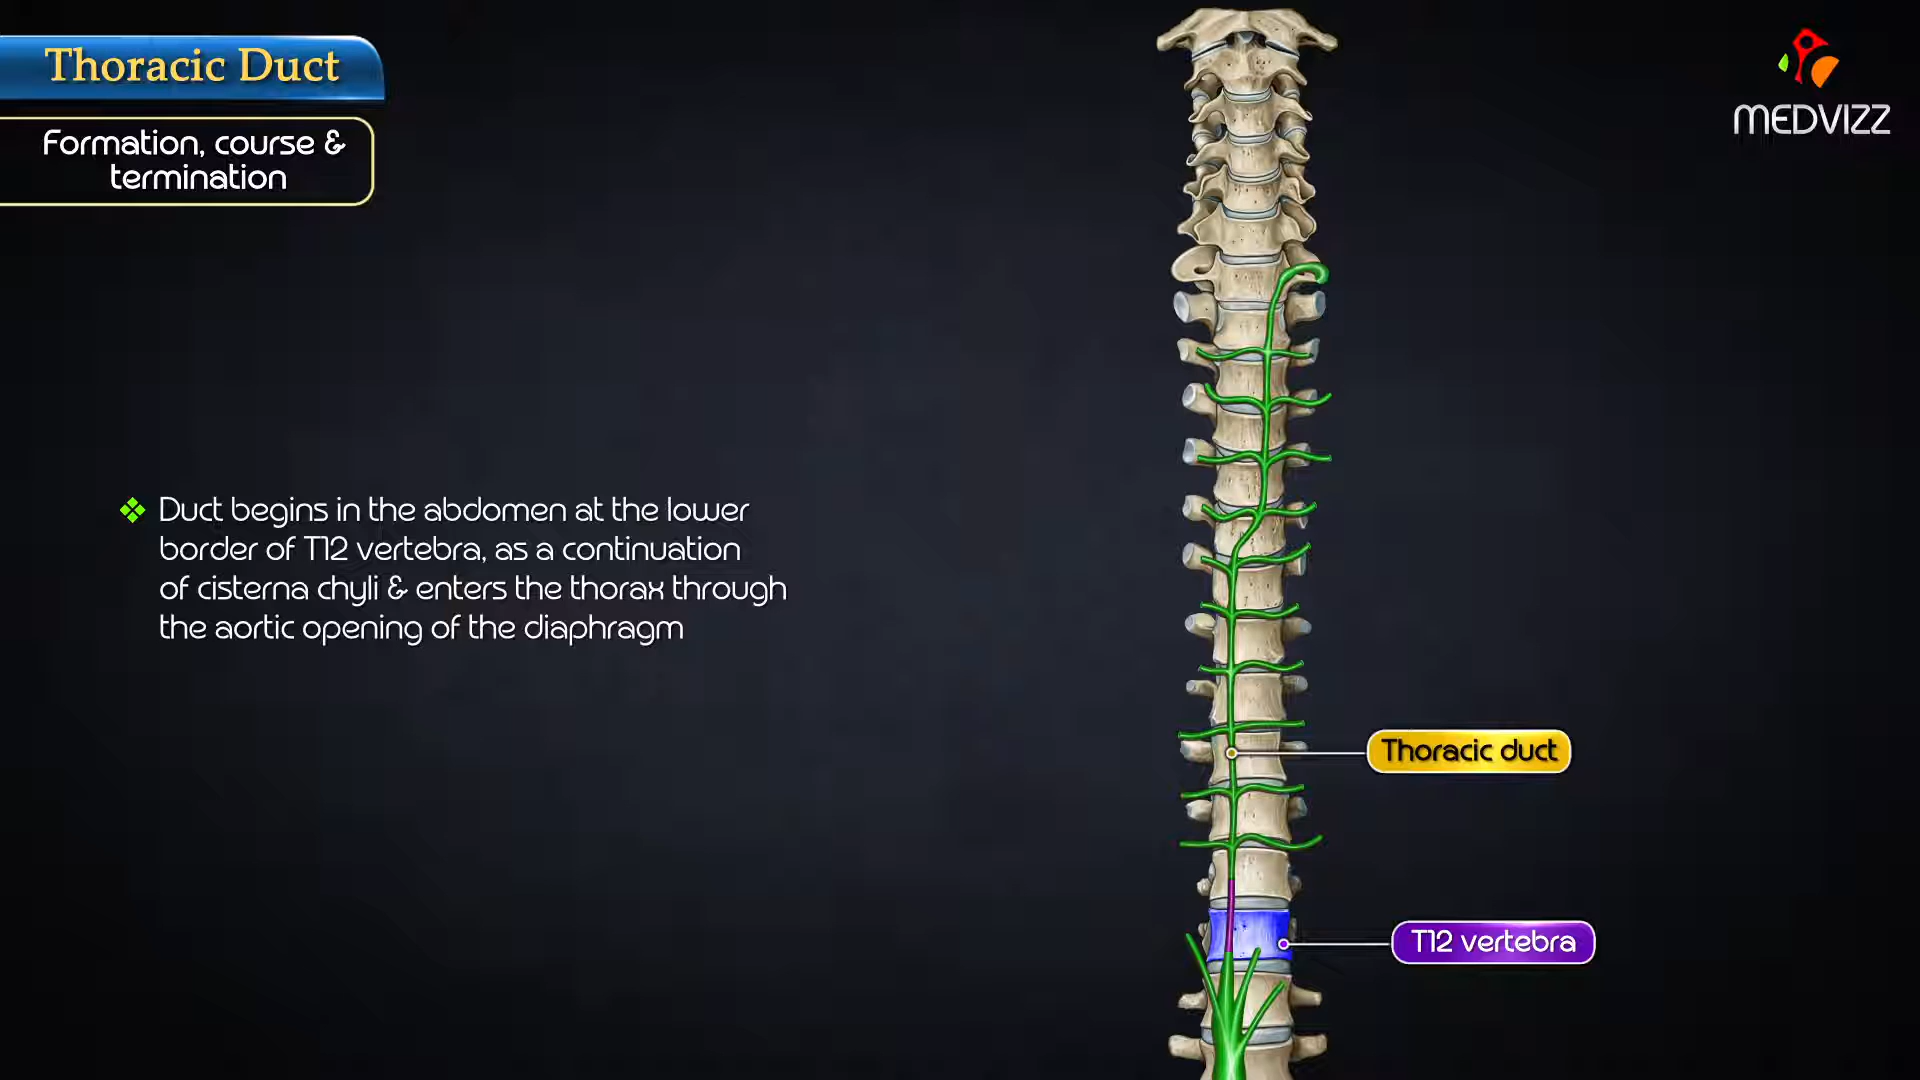 Thoracic Duct
Formation, course &
termination
MEDVIZZ
Duct begins in the abdomen at the lower
border of T12 vertebra, as a continuation
of cisterna chyli & enters the thorax through
the aortic opening of the diaphragm
Thoracic duct
T12 vertebra